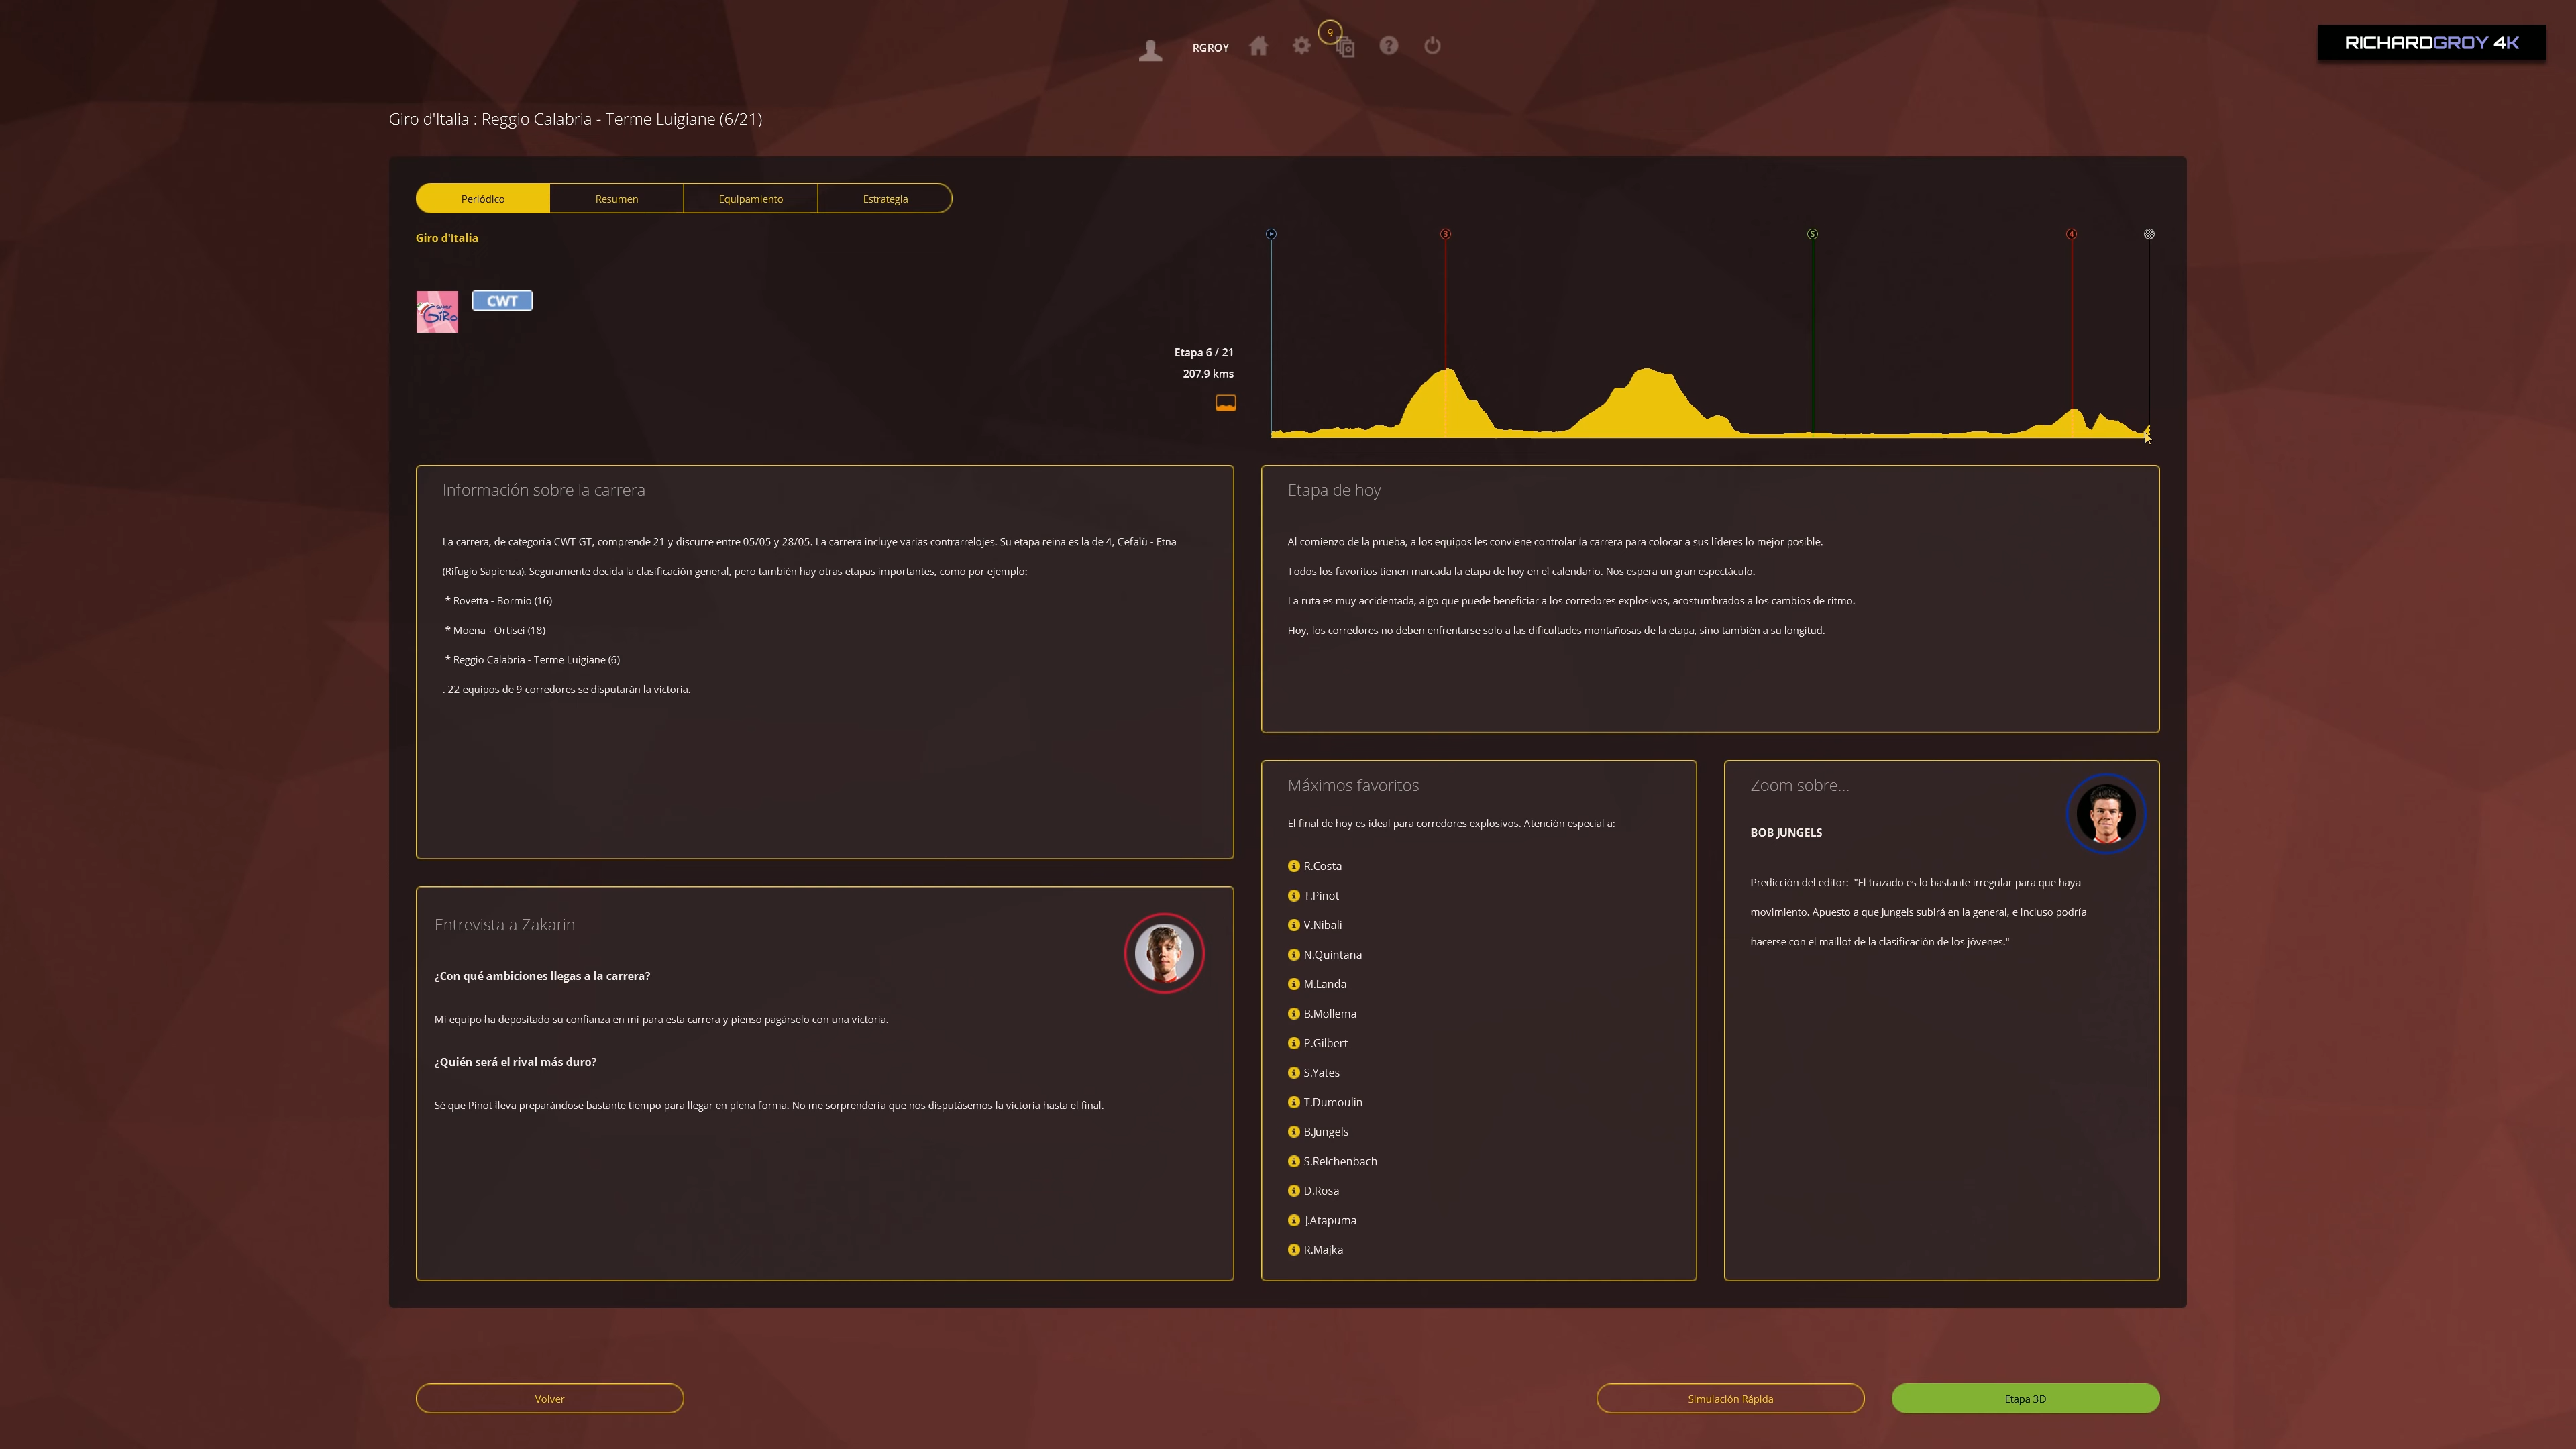 RGROY
9
RICHARDGROY 4K
Giro d'Italia : Reggio Calabria - Terme Luigiane (6/21)
Periódico
Resumen
Equipamiento
Estrategia
Giro d'Italia
GIRO
CWT
Etapa 6 / 21
207.9 kms
3
S
4
Información sobre la carrera
La carrera, de categoría CWT GT, comprende 21 y discurre entre 05/05 y 28/05. La carrera incluye varias contrarrelojes. Su etapa reina es la de 4, Cefalù - Etna
(Rifugio Sapienza). Seguramente decida la clasificación general, pero también hay otras etapas importantes, como por ejemplo:
* Rovetta - Bormio (16)
* Moena - Ortisei (18)
* Reggio Calabria - Terme Luigiane (6)
. 22 equipos de 9 corredores se disputarán la victoria.
Etapa de hoy
Al comienzo de la prueba, a los equipos les conviene controlar la carrera para colocar a sus líderes lo mejor posible.
Todos los favoritos tienen marcada la etapa de hoy en el calendario. Nos espera un gran espectáculo.
La ruta es muy accidentada, algo que puede beneficiar a los corredores explosivos, acostumbrados a los cambios de ritmo.
Hoy, los corredores no deben enfrentarse solo a las dificultades montañosas de la etapa, sino también a su longitud.
Entrevista a Zakarin
¿Con qué ambiciones llegas a la carrera?
Mi equipo ha depositado su confianza en mí para esta carrera y pienso pagárselo con una victoria.
¿Quién será el rival más duro?
Sé que Pinot lleva preparándose bastante tiempo para llegar en plena forma. No me sorprendería que nos disputásemos la victoria hasta el final.
Máximos favoritos
El final de hoy es ideal para corredores explosivos. Atención especial a:
R.Costa
T.Pinot
V.Nibali
N.Quintana
M.Landa
B.Mollema
P.Gilbert
S.Yates
T.Dumoulin
B.Jungels
S.Reichenbach
D.Rosa
J.Atapuma
R.Majka
Zoom sobre...
BOB JUNGELS
Predicción del editor: "El trazado es lo bastante irregular para que haya
movimiento. Apuesto a que Jungels subirá en la general, e incluso podría
hacerse con el maillot de la clasificación de los jóvenes."
Volver
Simulación Rápida
Etapa 3D